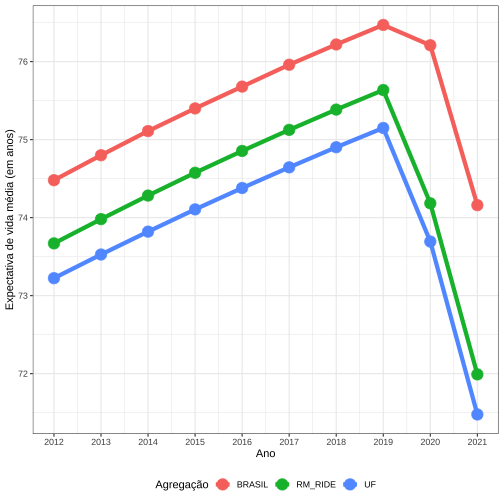 Expectativa de vida média (em anos)
76
75
74
73
72
2012 2013 2014 2015 2016 2017 2018 2019 2020 2021
Ano
Agregação BRASIL RM_RIDE UF